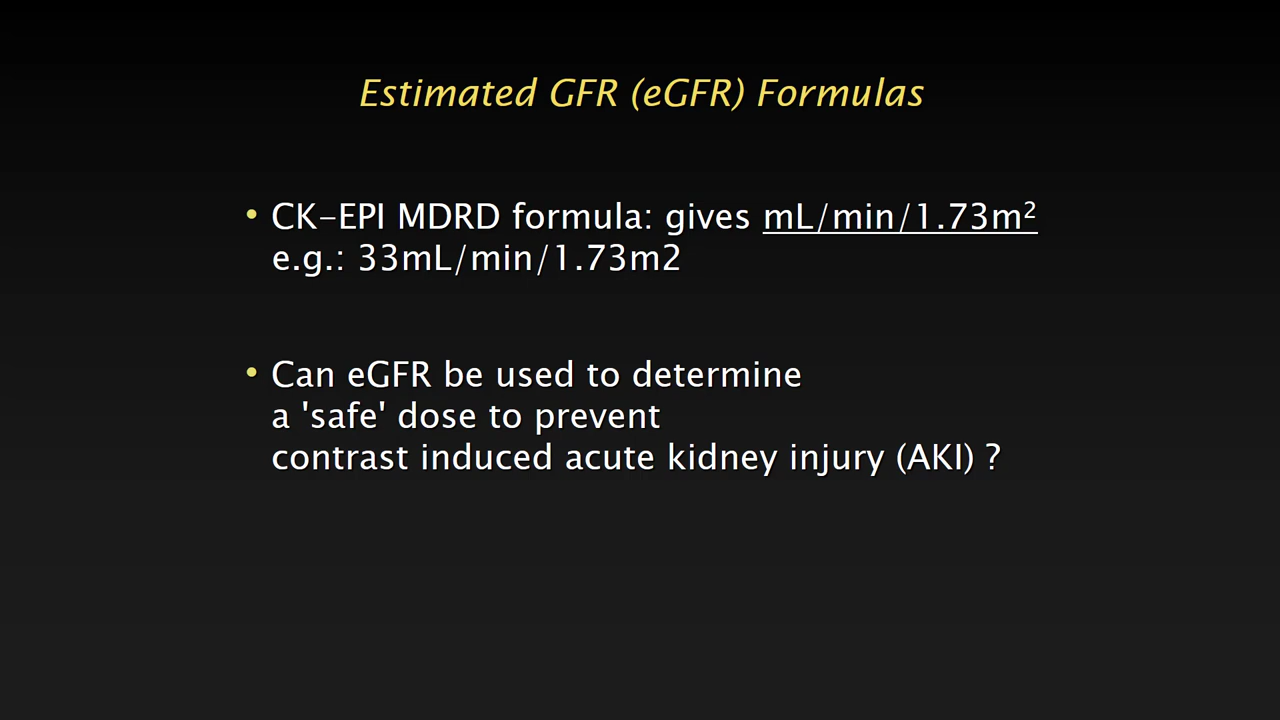 Estimated GFR (eGFR) Formulas
• CK-EPI MDRD formula: gives mL/min/1.73m²
e.g.: 33mL/min/1.73m2
• Can eGFR be used to determine
a 'safe' dose to prevent
contrast induced acute kidney injury (AKI) ?